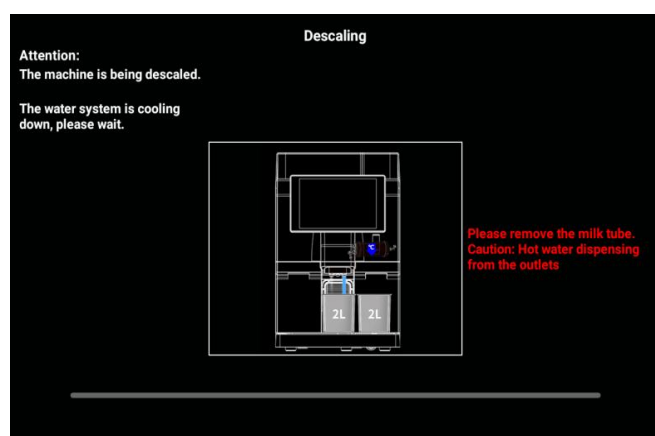 Descaling
Attention:
The machine is being descaled.
The water system is cooling
down, please wait.
Please remove the milk tube.
Caution: Hot water dispensing
from the outlets
°C
2L
2L